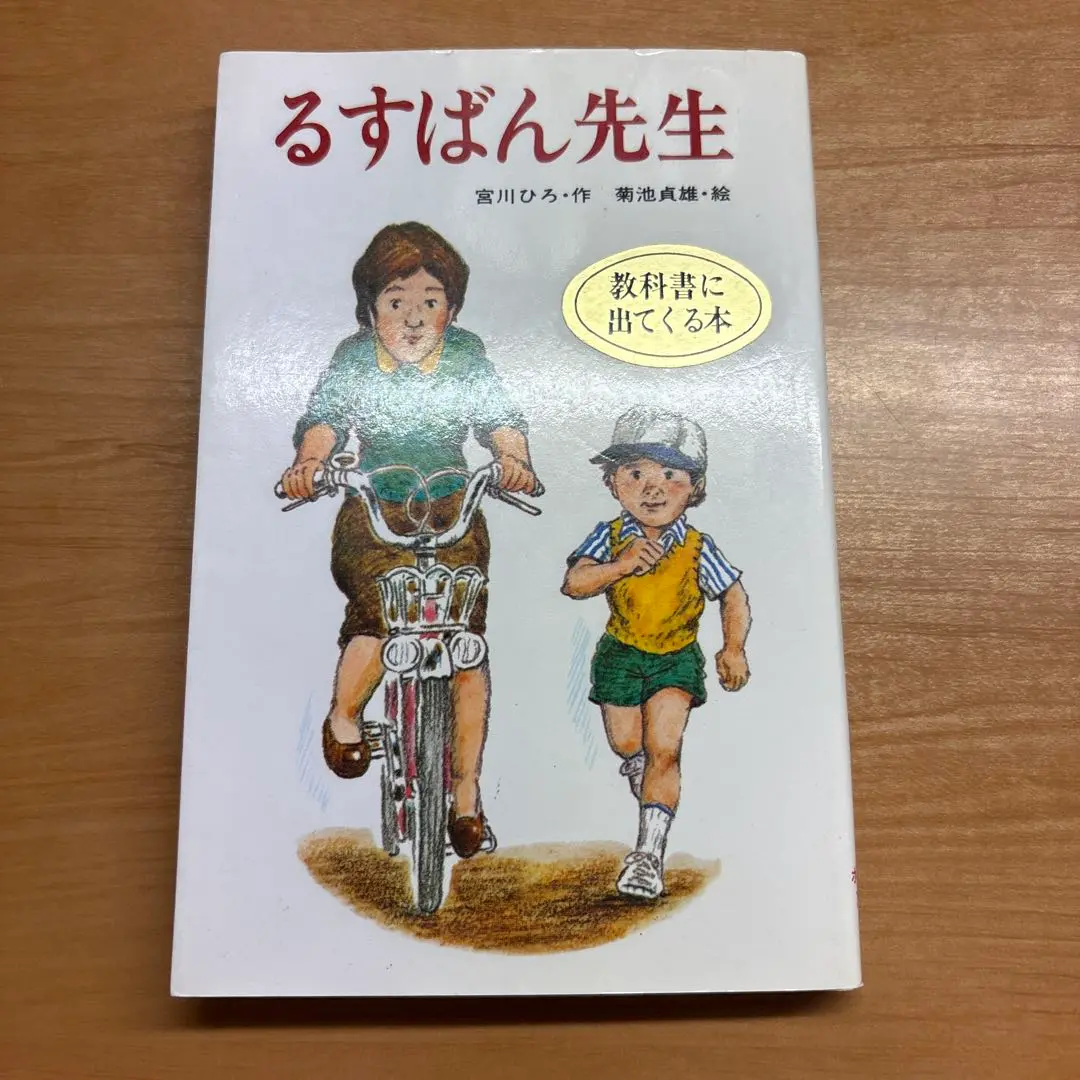 るすばん先生
宮川ひろ・作 菊池貞雄・絵
教科書に
出てくる本